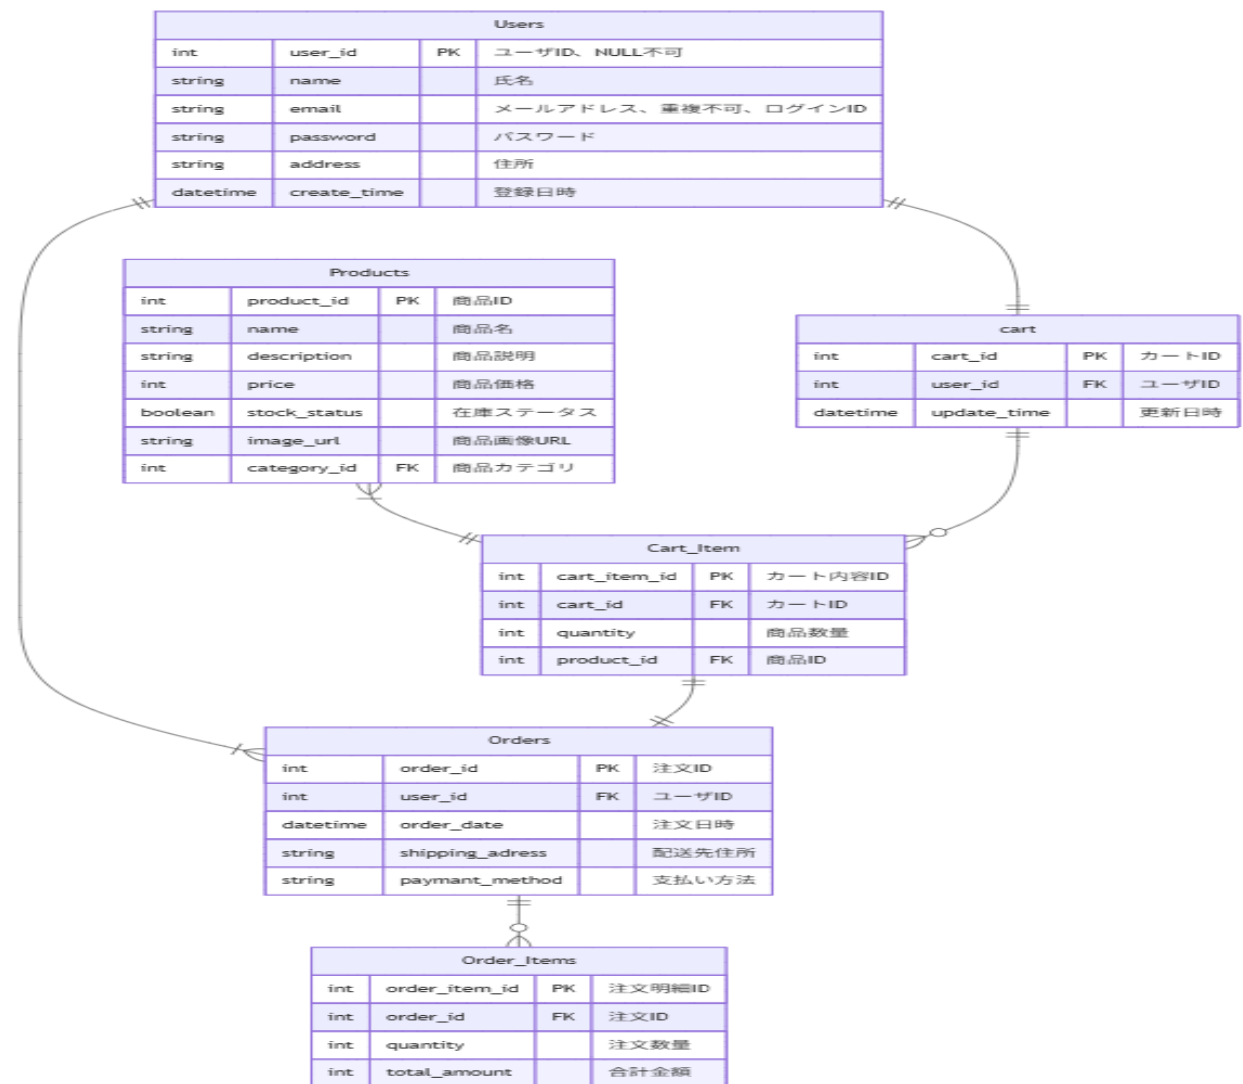 Users
int user_id PK ユーザID、NULL不可
string name 氏名
string email メールアドレス、重複不可、ログインID
string password パスワード
string address 住所
datetime create_time 登録日時
Products
int product_id PK 商品ID
string name 商品名
string description 商品説明
int price 商品価格
boolean stock_status 在庫ステータス
string image_url 商品画像URL
int category_id FK 商品カテゴリ
cart
int cart_id PK カートID
int user_id FK ユーザID
datetime update_time 更新日時
Cart_Item
int cart_item_id PK カート内容ID
int cart_id FK カートID
int quantity 商品数量
int product_id FK 商品ID
Orders
int order_id PK 注文ID
int user_id FK ユーザID
datetime order_date 注文日時
string shipping_adress 配送先住所
string paymant_method 支払い方法
Order_Items
int order_item_id PK 注文明細ID
int order_id FK 注文ID
int quantity 注文数量
int total_amount 合計金額